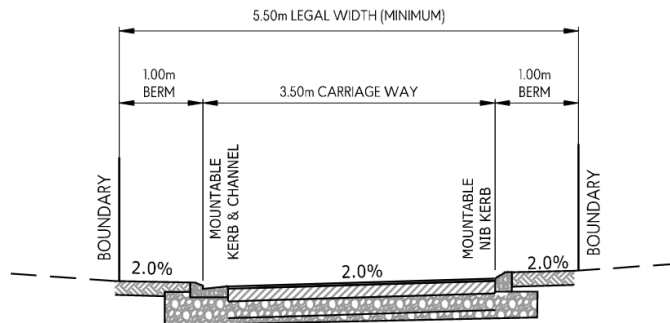 5.50m LEGAL WIDTH (MINIMUM)
1.00m
BERM
3.50m CARRIAGE WAY
1.00m
BERM
BOUNDARY
MOUNTABLE
KERB & CHANNEL
MOUNTABLE
NIB KERB
BOUNDARY
2.0%
2.0%
2.0%